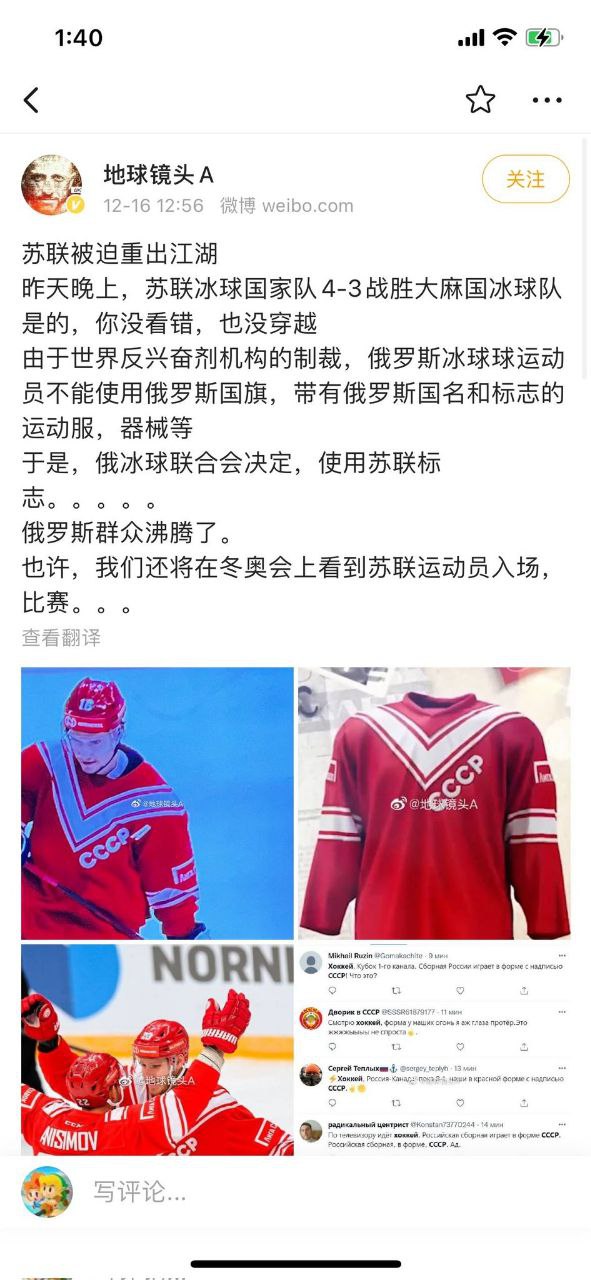 1:40
地球镜头A
12-16 12:56 微博 weibo.com
关注
苏联被迫重出江湖
昨天晚上，苏联冰球国家队4-3战胜大麻国冰球队
是的，你没看错，也没穿越
由于世界反兴奋剂机构的制裁，俄罗斯冰球球运动
员不能使用俄罗斯国旗，带有俄罗斯国名和标志的
运动服，器械等
于是，俄冰球联合会决定，使用苏联标
志。。。。。
俄罗斯群众沸腾了。
也许，我们还将在冬奥会上看到苏联运动员入场，
比赛。。。
查看翻译
18
@地球镜头A
CCCP
CCCP
@地球镜头A
NORNI
WARRIOR
@地球镜头A
22
ANISIMOV
Mikhail Ruzin @Gomakachite · 9 мин
Хоккей. Кубок 1-го канала. Сборная России играет в форме с надписью
СССР! Что это?
Дворик в СССР @SSSR61879177 · 11 мин
Смотрю хоккей, форма у наших огонь я аж глаза протёр.Это
жжжжыыыы не спроста
Сергей Теплых @sergey_teplyh · 13 мин
Хоккей, Россия-Канада: пока 3-1, наши в красной форме с надписью
СССР.
радикальный центрист @Konstan73770244 · 14 мин
По телевизору идёт хоккей. Российская сборная играет в форме СССР.
Российская сборная, в форме, СССР. Ад.
写评论...